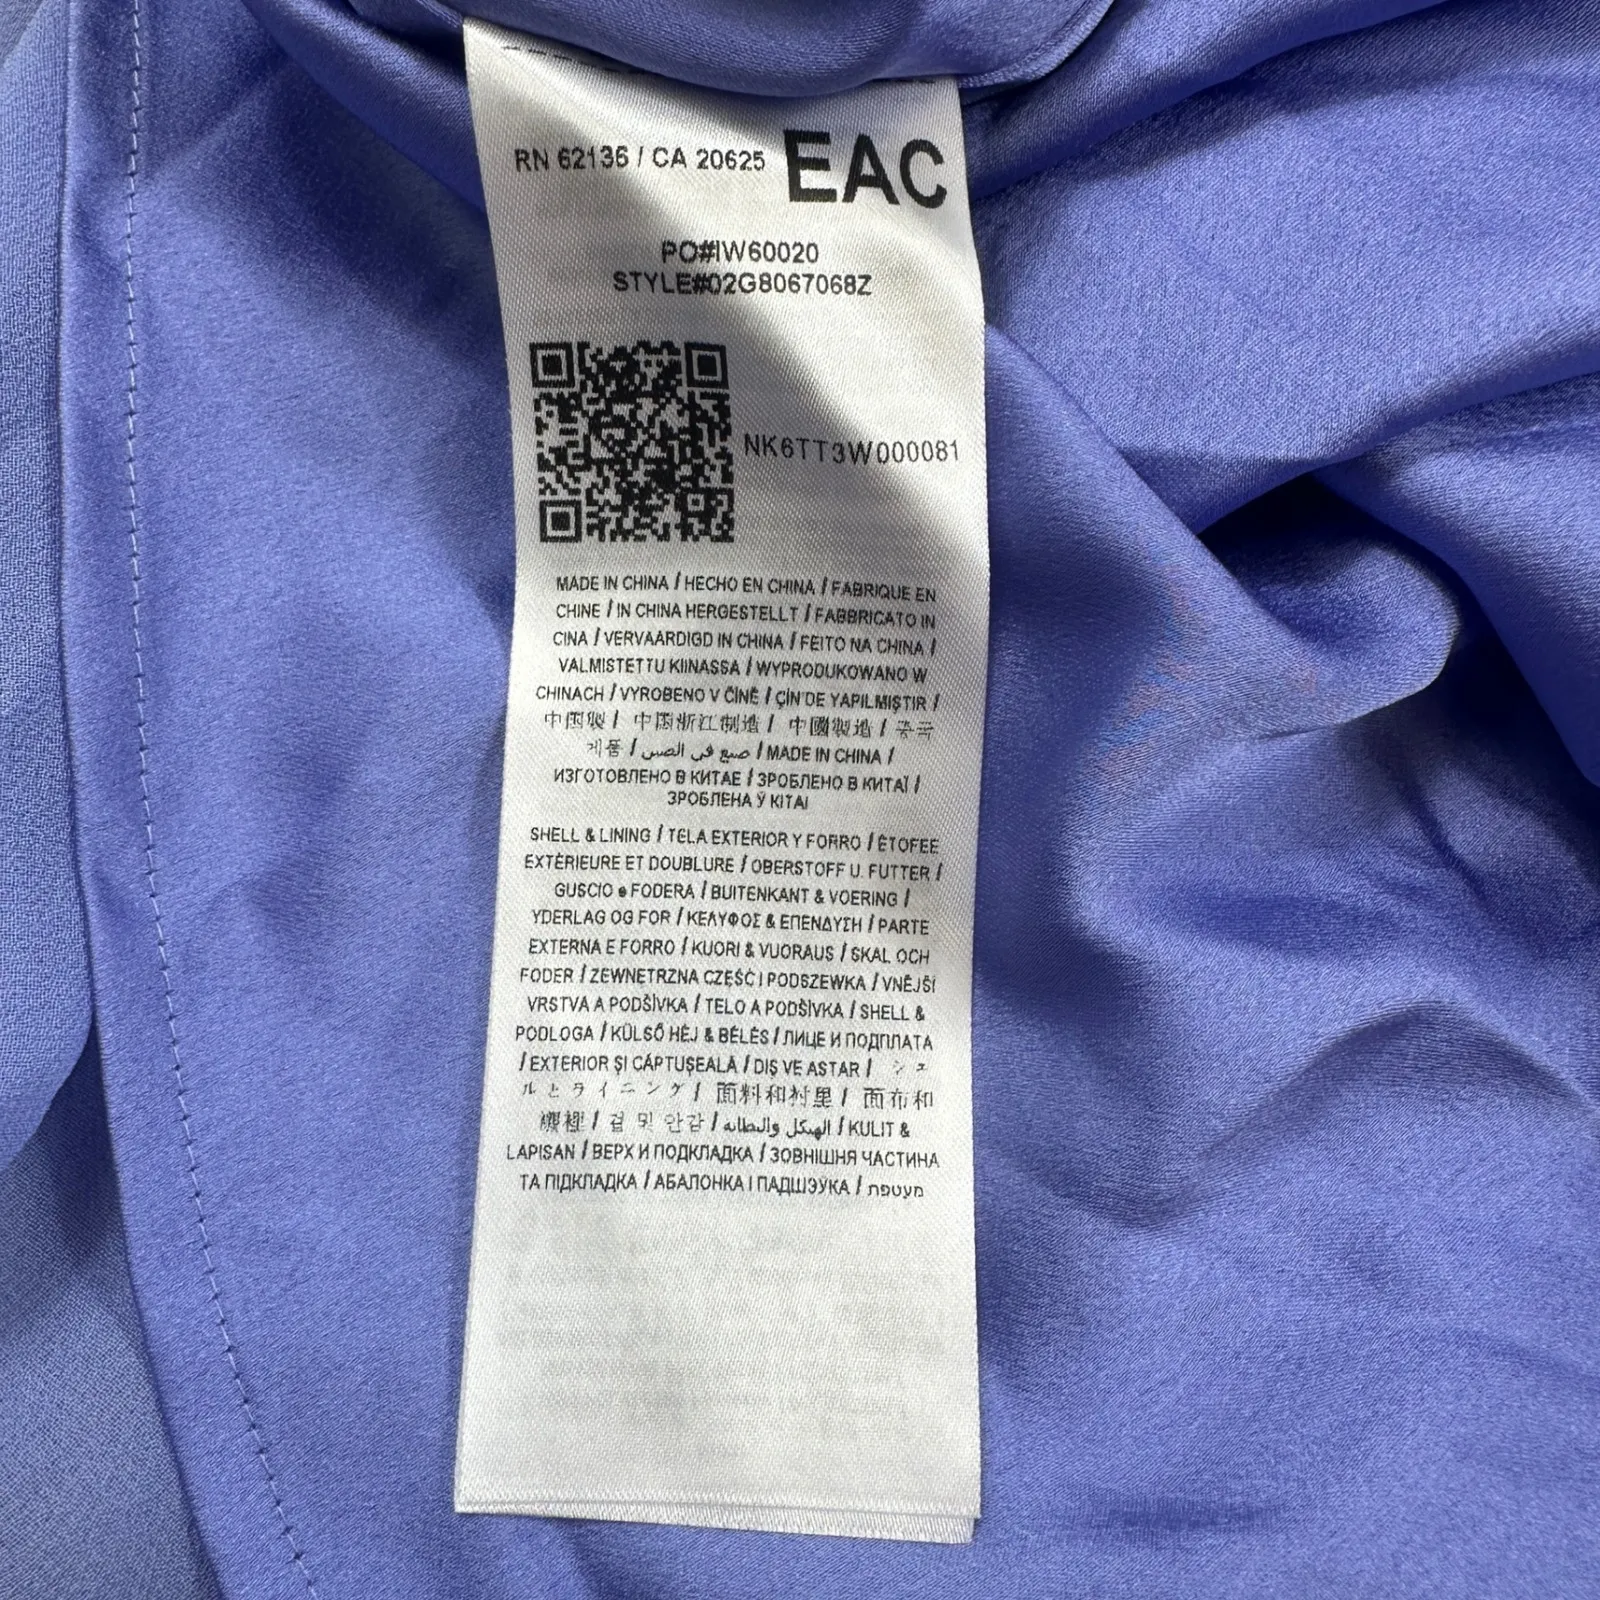 RN 62136 / CA 20625 EAC
PO#IW60020
STYLE#02G8067068Z
NK6TT3W000081
MADE IN CHINA / HECHO EN CHINA / FABRIQUE EN
CHINE / IN CHINA HERGESTELLT / FABBRICATO IN
CINA / VERVAARDIGD IN CHINA / FEITO NA CHINA /
VALMISTETTU KIINASSA / WYPRODUKOWANO W
CHINACH / VYROBENO V ČÍNĚ / ÇİN'DE YAPILMIŞTIR /
中国製 / 中国浙江制造 / 中國製造 / 중국
제품 / صنع في الصين / MADE IN CHINA /
ИЗГОТОВЛЕНО В КИТАЕ / ЗРОБЛЕНО В КИТАЇ /
ЗРОБЛЕНА Ў КІТАІ
SHELL & LINING / TELA EXTERIOR Y FORRO / ÉTOFEE
EXTÉRIEURE ET DOUBLURE / OBERSTOFF U. FUTTER /
GUSCIO e FODERA / BUITENKANT & VOERING /
YDERLAG OG FOR / ΚΕΛΥΦΟΣ & ΕΠΕΝΔΥΣΗ / PARTE
EXTERNA E FORRO / KUORI & VUORAUS / SKAL OCH
FODER / ZEWNĘTRZNA CZĘŚĆ I PODSZEWKA / VNĚJŠÍ
VRSTVA A PODŠÍVKA / TELO A PODŠÍVKA / SHELL &
PODLOGA / KÜLSŐ HÉJ & BÉLÉS / ЛИЦЕ И ПОДПЛАТА
/ EXTERIOR ŞI CĂPTUŞEALĂ / DIŞ VE ASTAR / シェ
ルとライニング / 面料和衬里 / 面布和
襯裡 / 겉 및 안감 / الهيكل والبطانه / KULIT &
LAPISAN / ВЕРХ И ПОДКЛАДКА / ЗОВНІШНЯ ЧАСТИНА
ТА ПІДКЛАДКА / АБАЛОНКА І ПАДШЭЎКА / מעטפת